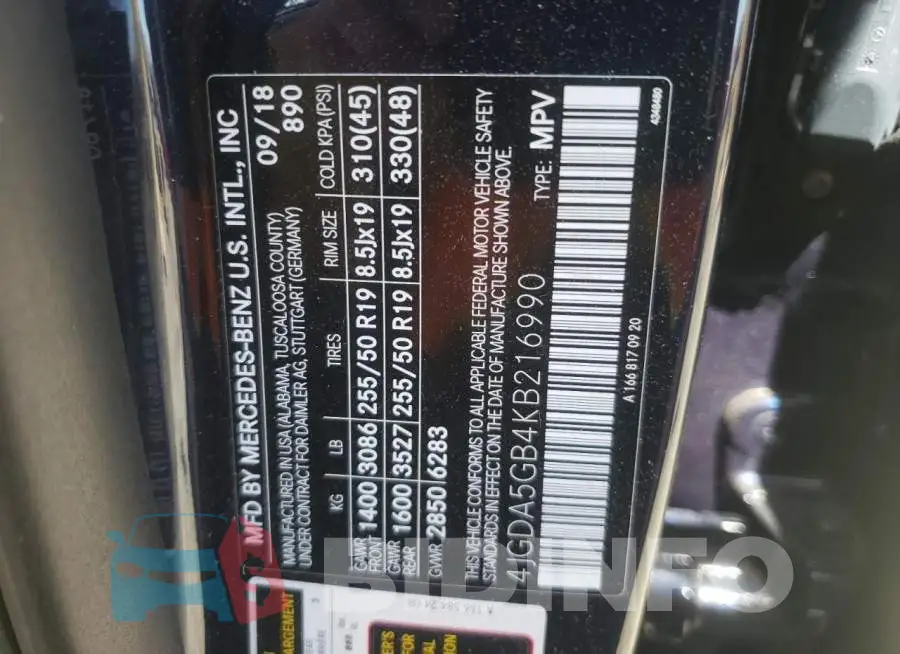 MFD BY MERCEDES-BENZ U.S. INTL., INC
MANUFACTURED IN USA (ALABAMA, TUSCALOOSA COUNTY) 09/18
UNDER CONTRACT FOR DAIMLER AG, STUTTGART (GERMANY) 890
KG LB TIRES RIM SIZE COLD KPA (PSI)
GAWR FRONT 1400 3086 255/50 R19 8.5Jx19 310(45)
GAWR REAR 1600 3527 255/50 R19 8.5Jx19 330(48)
GVWR 2850 6283
THIS VEHICLE CONFORMS TO ALL APPLICABLE FEDERAL MOTOR VEHICLE SAFETY
STANDARDS IN EFFECT ON THE DATE OF MANUFACTURE SHOWN ABOVE.
4JGDA5GB4KB216990 TYPE: MPV
A 166 817 09 20
4348480
ARGEMENT
ER'S
FOR
BIDINFO